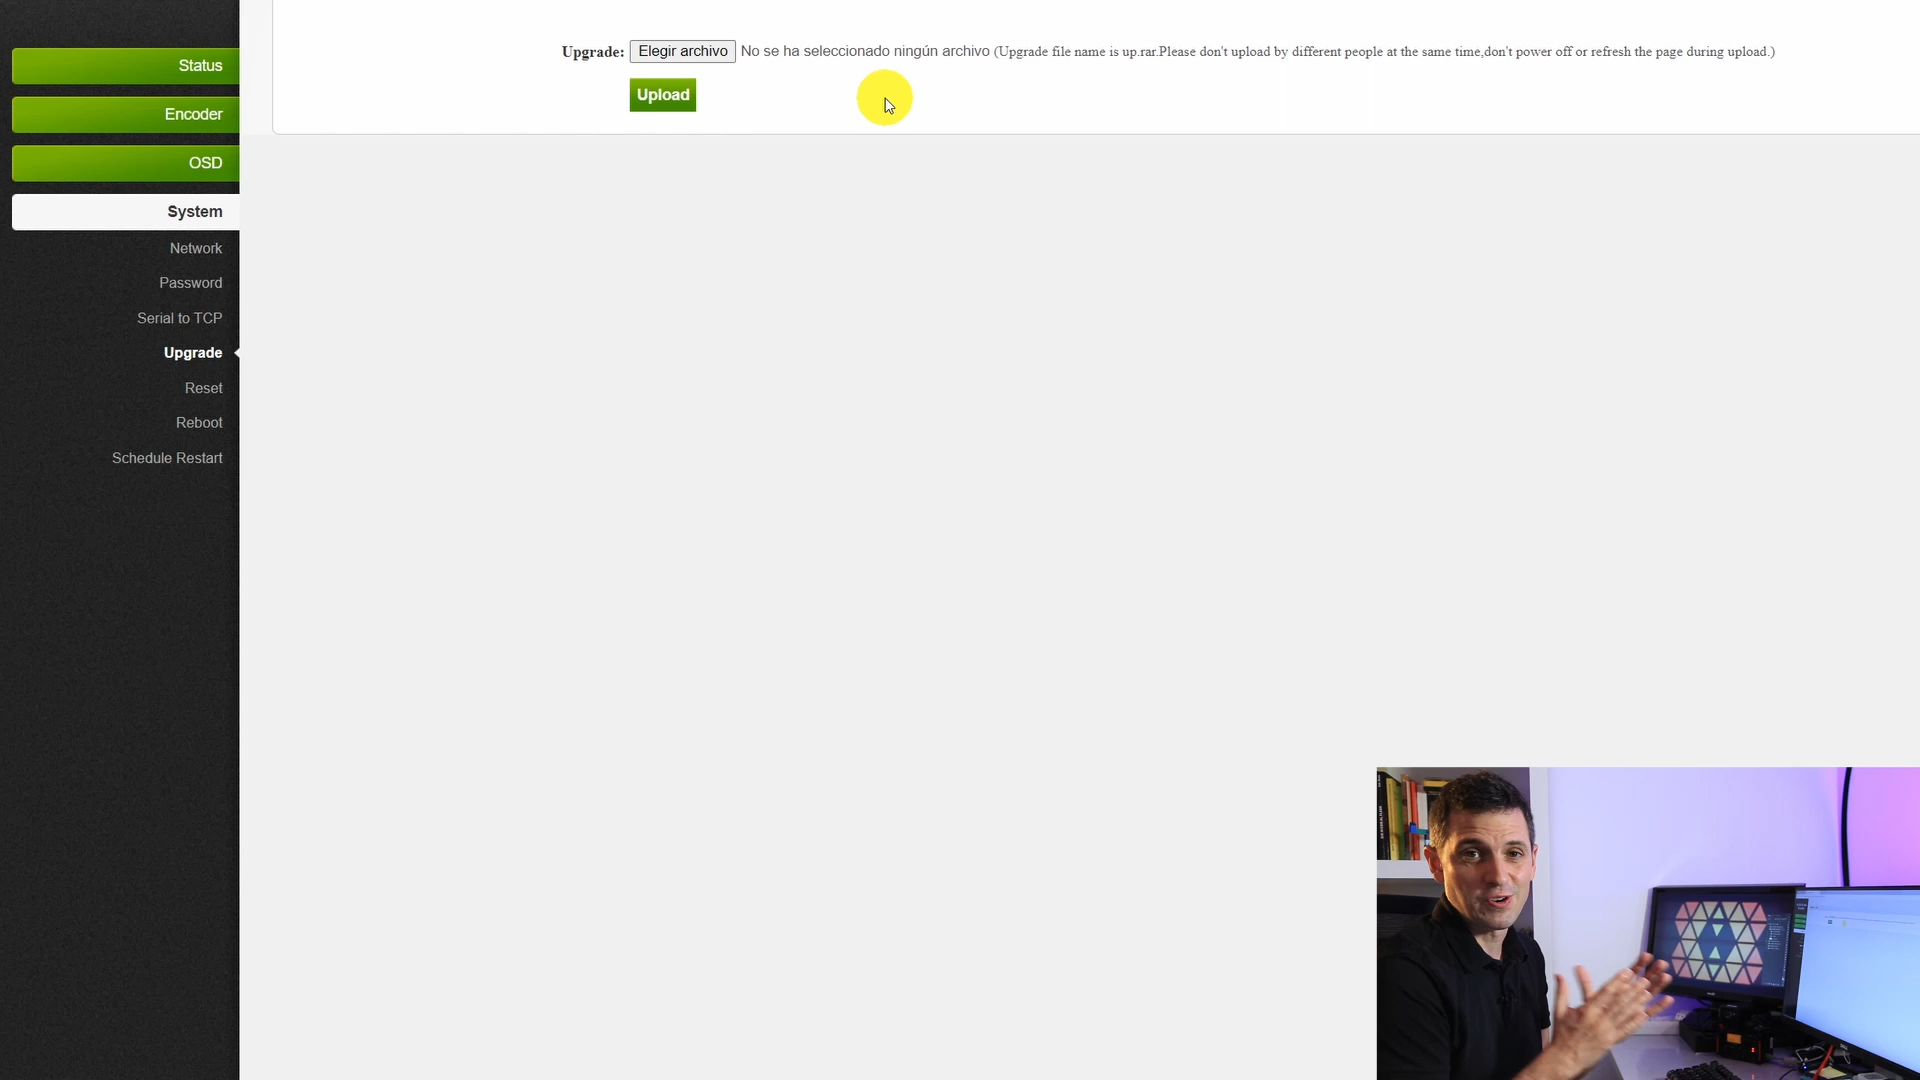 Status
Encoder
OSD
System
Network
Password
Serial to TCP
Upgrade
Reset
Reboot
Schedule Restart
Upgrade: Elegir archivo No se ha seleccionado ningún archivo (Upgrade file name is up.rar.Please don't upload by different people at the same time,don't power off or refresh the page during upload.)
Upload